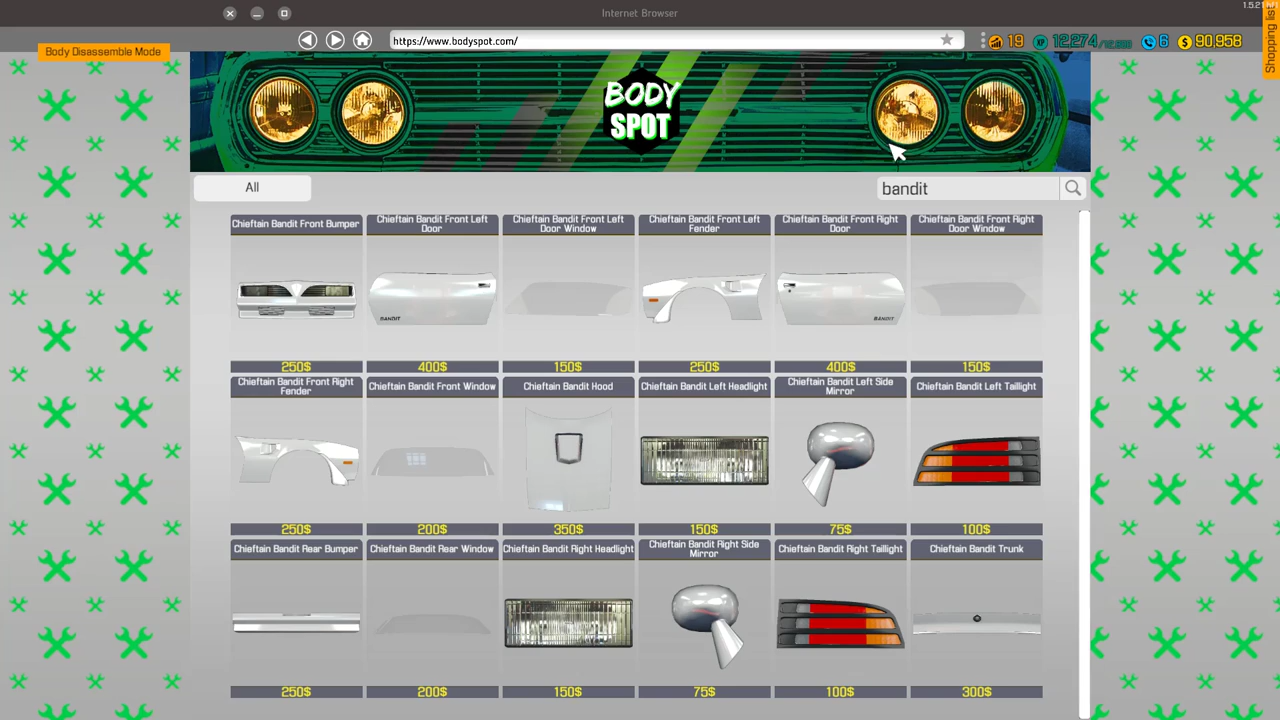 Internet Browser
1.5.21
Body Disassemble Mode
https://www.bodyspot.com/
19
12,274
6
90,958
Shopping list
BODY
SPOT
All
bandit
Chieftain Bandit Front Bumper
Chieftain Bandit Front Left
Door
Chieftain Bandit Front Left
Door Window
Chieftain Bandit Front Left
Fender
Chieftain Bandit Front Right
Door
Chieftain Bandit Front Right
Door Window
BANDIT
BANDIT
250$
400$
150$
250$
400$
150$
Chieftain Bandit Front Right
Fender
Chieftain Bandit Front Window
Chieftain Bandit Hood
Chieftain Bandit Left Headlight
Chieftain Bandit Left Side
Mirror
Chieftain Bandit Left Taillight
250$
200$
350$
150$
75$
100$
Chieftain Bandit Rear Bumper
Chieftain Bandit Rear Window
Chieftain Bandit Right Headlight
Chieftain Bandit Right Side
Mirror
Chieftain Bandit Right Taillight
Chieftain Bandit Trunk
250$
200$
150$
75$
100$
300$